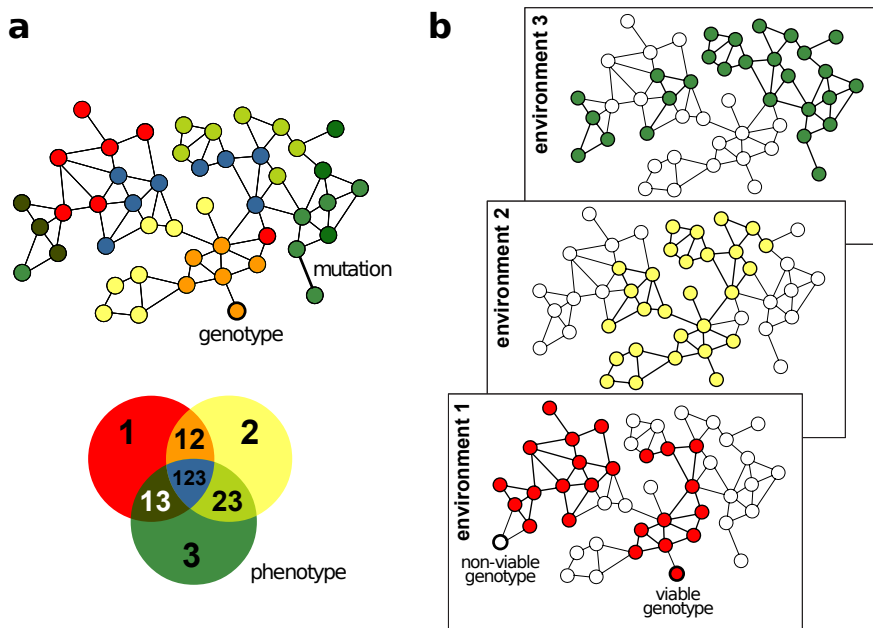 a
mutation
genotype
1
12
2
123
13
23
3
phenotype
b
environment 3
environment 2
environment 1
non-viable
genotype
viable
genotype